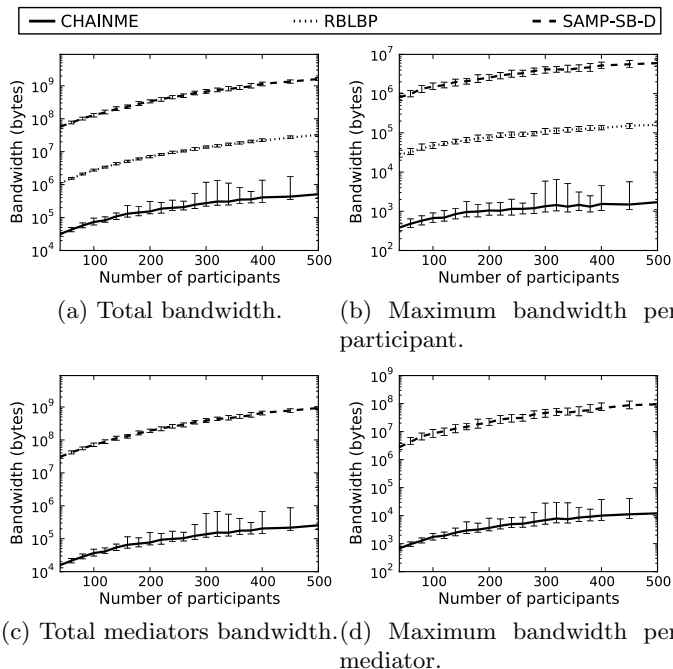 CHAINME RBLBP SAMP-SB-D
Bandwidth (bytes)
10^9
10^8
10^7
10^6
10^5
10^4
100 200 300 400 500
Number of participants
(a) Total bandwidth.
Bandwidth (bytes)
10^7
10^6
10^5
10^4
10^3
10^2
100 200 300 400 500
Number of participants
(b) Maximum bandwidth per
participant.
Bandwidth (bytes)
10^9
10^8
10^7
10^6
10^5
10^4
100 200 300 400 500
Number of participants
(c) Total mediators bandwidth.
Bandwidth (bytes)
10^9
10^8
10^7
10^6
10^5
10^4
10^3
10^2
100 200 300 400 500
Number of participants
(d) Maximum bandwidth per
mediator.